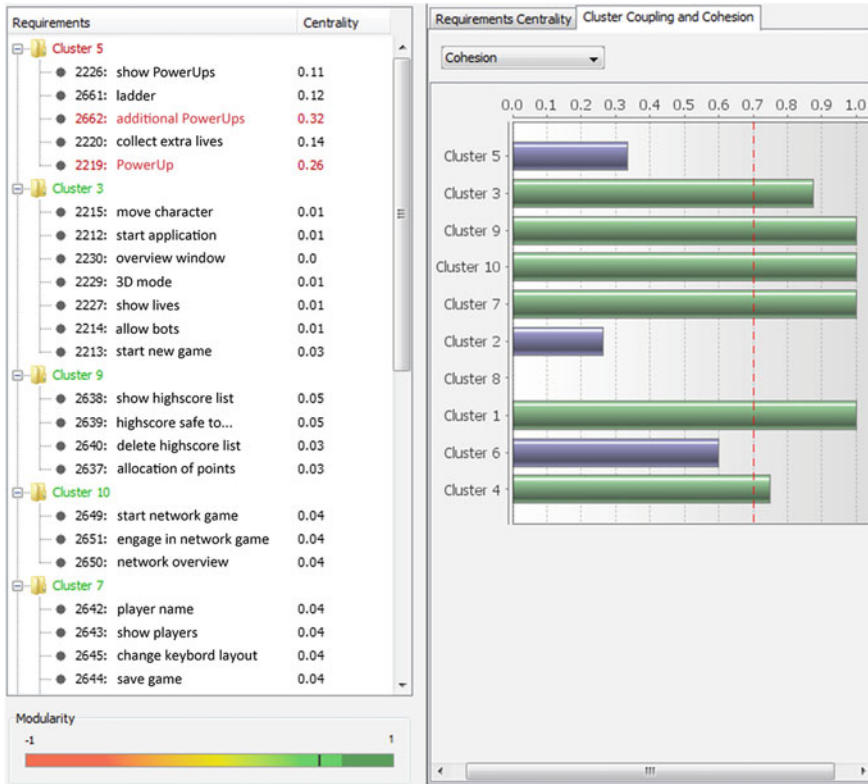 Requirements Centrality
Cluster 5
2226: show PowerUps 0.11
2661: ladder 0.12
2662: additional PowerUps 0.32
2220: collect extra lives 0.14
2219: PowerUp 0.26
Cluster 3
2215: move character 0.01
2212: start application 0.01
2230: overview window 0.0
2229: 3D mode 0.01
2227: show lives 0.01
2214: allow bots 0.01
2213: start new game 0.03
Cluster 9
2638: show highscore list 0.05
2639: highscore safe to... 0.05
2640: delete highscore list 0.03
2637: allocation of points 0.03
Cluster 10
2649: start network game 0.04
2651: engage in network game 0.04
2650: network overview 0.04
Cluster 7
2642: player name 0.04
2643: show players 0.04
2645: change keybord layout 0.04
2644: save game 0.04
Modularity
-1 1
Requirements Centrality Cluster Coupling and Cohesion
Cohesion
0.0 0.1 0.2 0.3 0.4 0.5 0.6 0.7 0.8 0.9 1.0
Cluster 5
Cluster 3
Cluster 9
Cluster 10
Cluster 7
Cluster 2
Cluster 8
Cluster 1
Cluster 6
Cluster 4